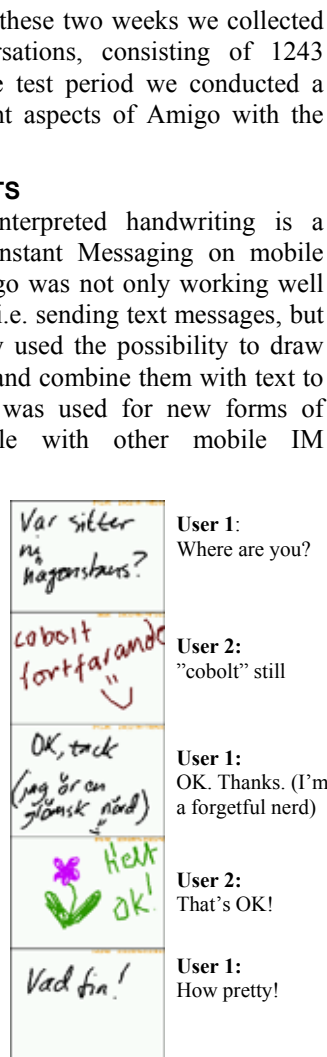 these two weeks we collected
rsations, consisting of 1243
e test period we conducted a
nt aspects of Amigo with the
TS
nterpreted handwriting is a
nstant Messaging on mobile
go was not only working well
i.e. sending text messages, but
y used the possibility to draw
and combine them with text to
was used for new forms of
le with other mobile IM
Var sitter
ni
någonstans?
User 1:
Where are you?
cobolt
fortfarande
User 2:
”cobolt” still
OK, tack
(jag är en
glömsk nörd)
User 1:
OK. Thanks. (I’m
a forgetful nerd)
Helt
OK!
User 2:
That’s OK!
Vad fin!
User 1:
How pretty!